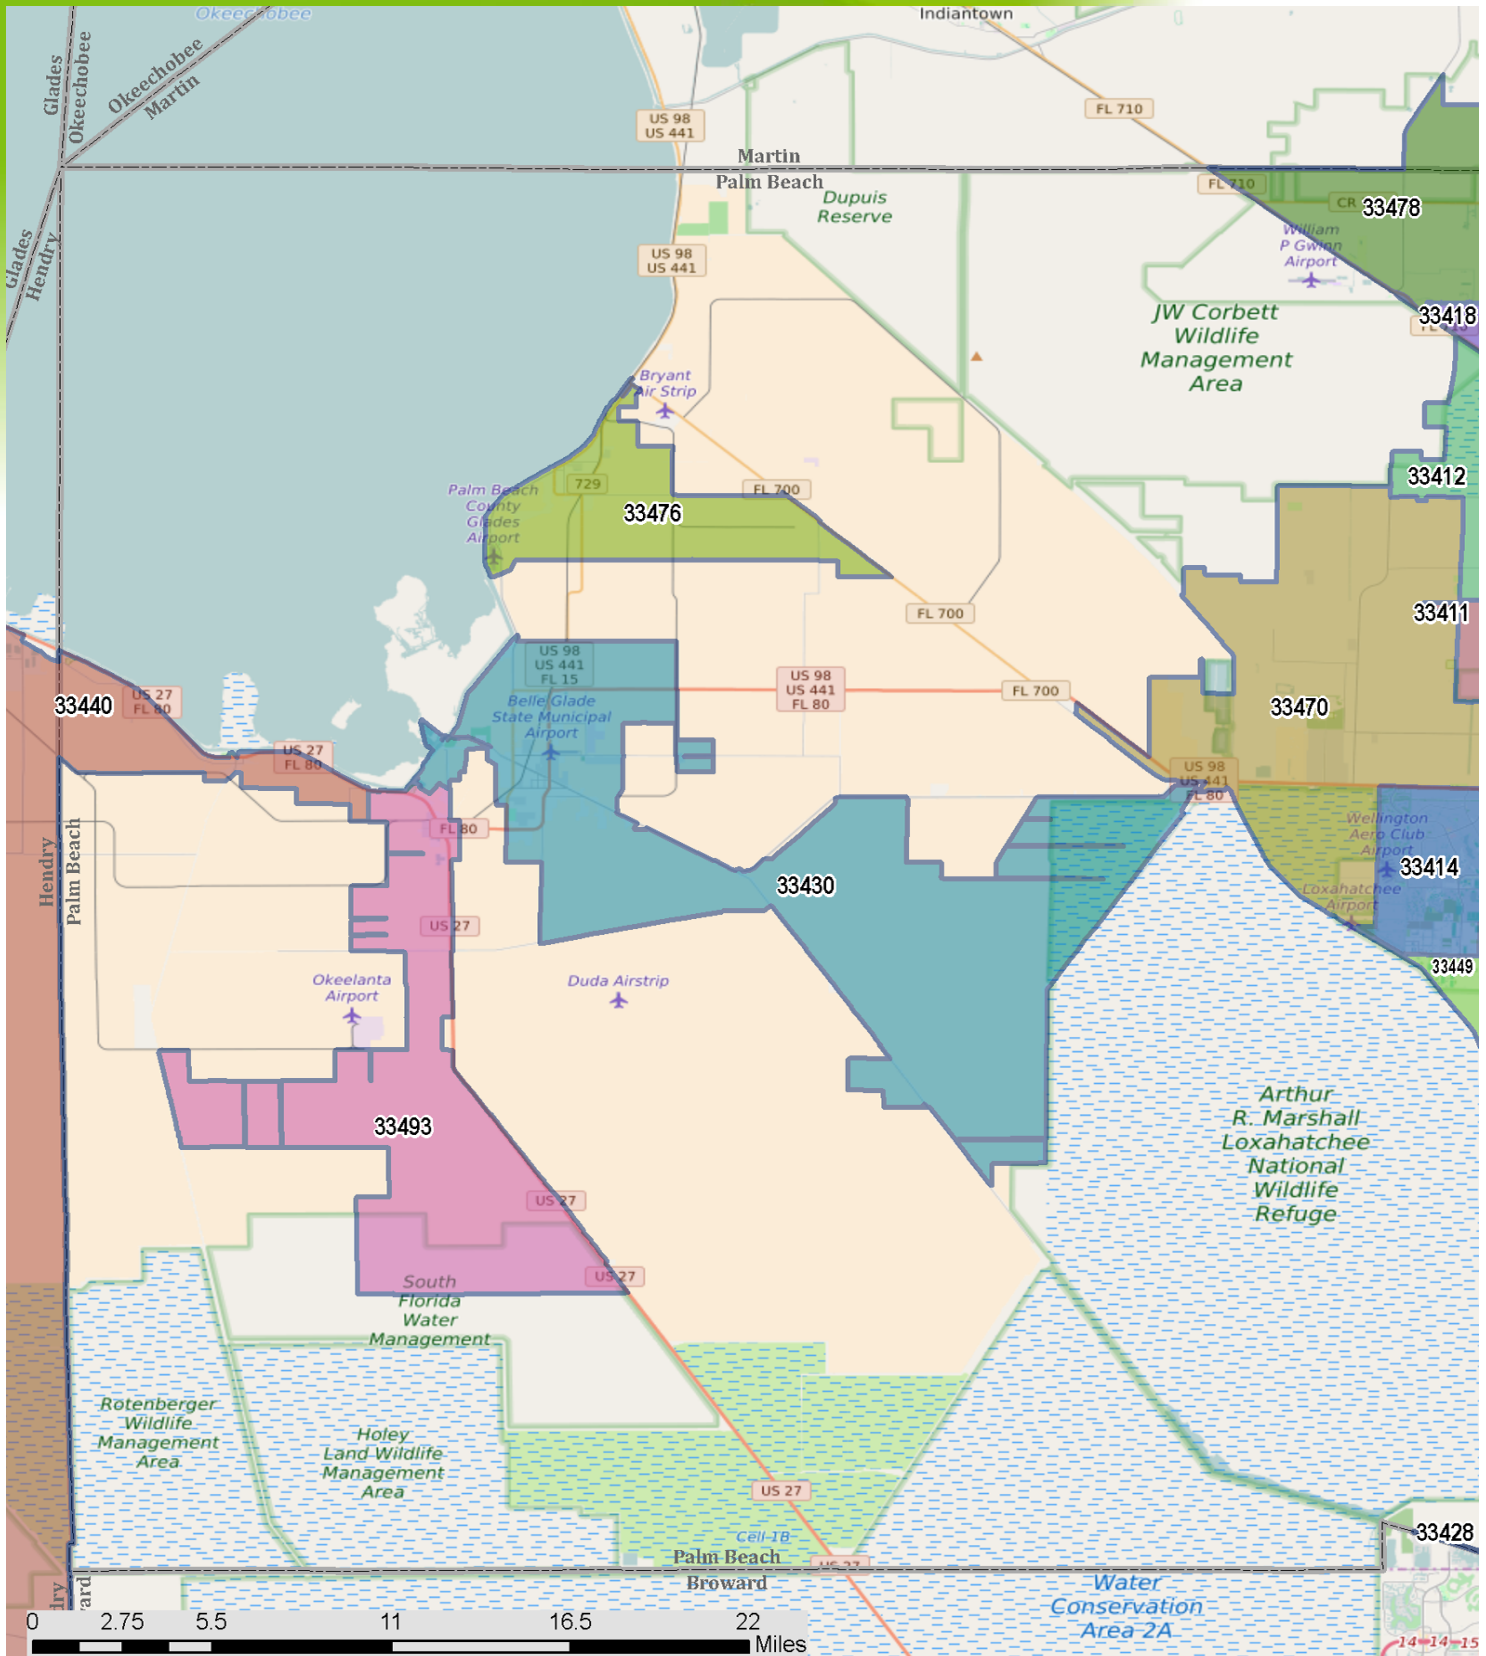 Okeechobee
Indiantown
Glades
Okeechobee
Okeechobee
Martin
US 98
US 441
FL 710
Martin
Palm Beach
FL 710
CR
33478
Dupuis
Reserve
Glades
Hendry
US 98
US 441
William
P Gwinn
Airport
33418
JW Corbett
Wildlife
Management
Area
Bryant
Air Strip
33412
729
FL 700
Palm Beach
County
Glades
Airport
33476
FL 700
33411
US 98
US 441
FL 15
US 98
US 441
FL 80
FL 700
33440
US 27
FL 80
Belle Glade
State Municipal
Airport
33470
US 27
FL 80
US 98
US 441
FL 80
FL 80
Wellington
Aero Club
Airport
33414
Hendry
Palm Beach
33430
Loxahatchee
Airport
US 27
33449
Okeelanta
Airport
Duda Airstrip
33493
Arthur
R. Marshall
Loxahatchee
National
Wildlife
Refuge
US 27
US 27
South
Florida
Water
Management
Rotenberger
Wildlife
Management
Area
Holey
Land Wildlife
Management
Area
US 27
Cell 1B
33428
Palm Beach
Broward
US 27
dry
ard
Water
Conservation
Area 2A
0 2.75 5.5 11 16.5 22
Miles
14 14 15